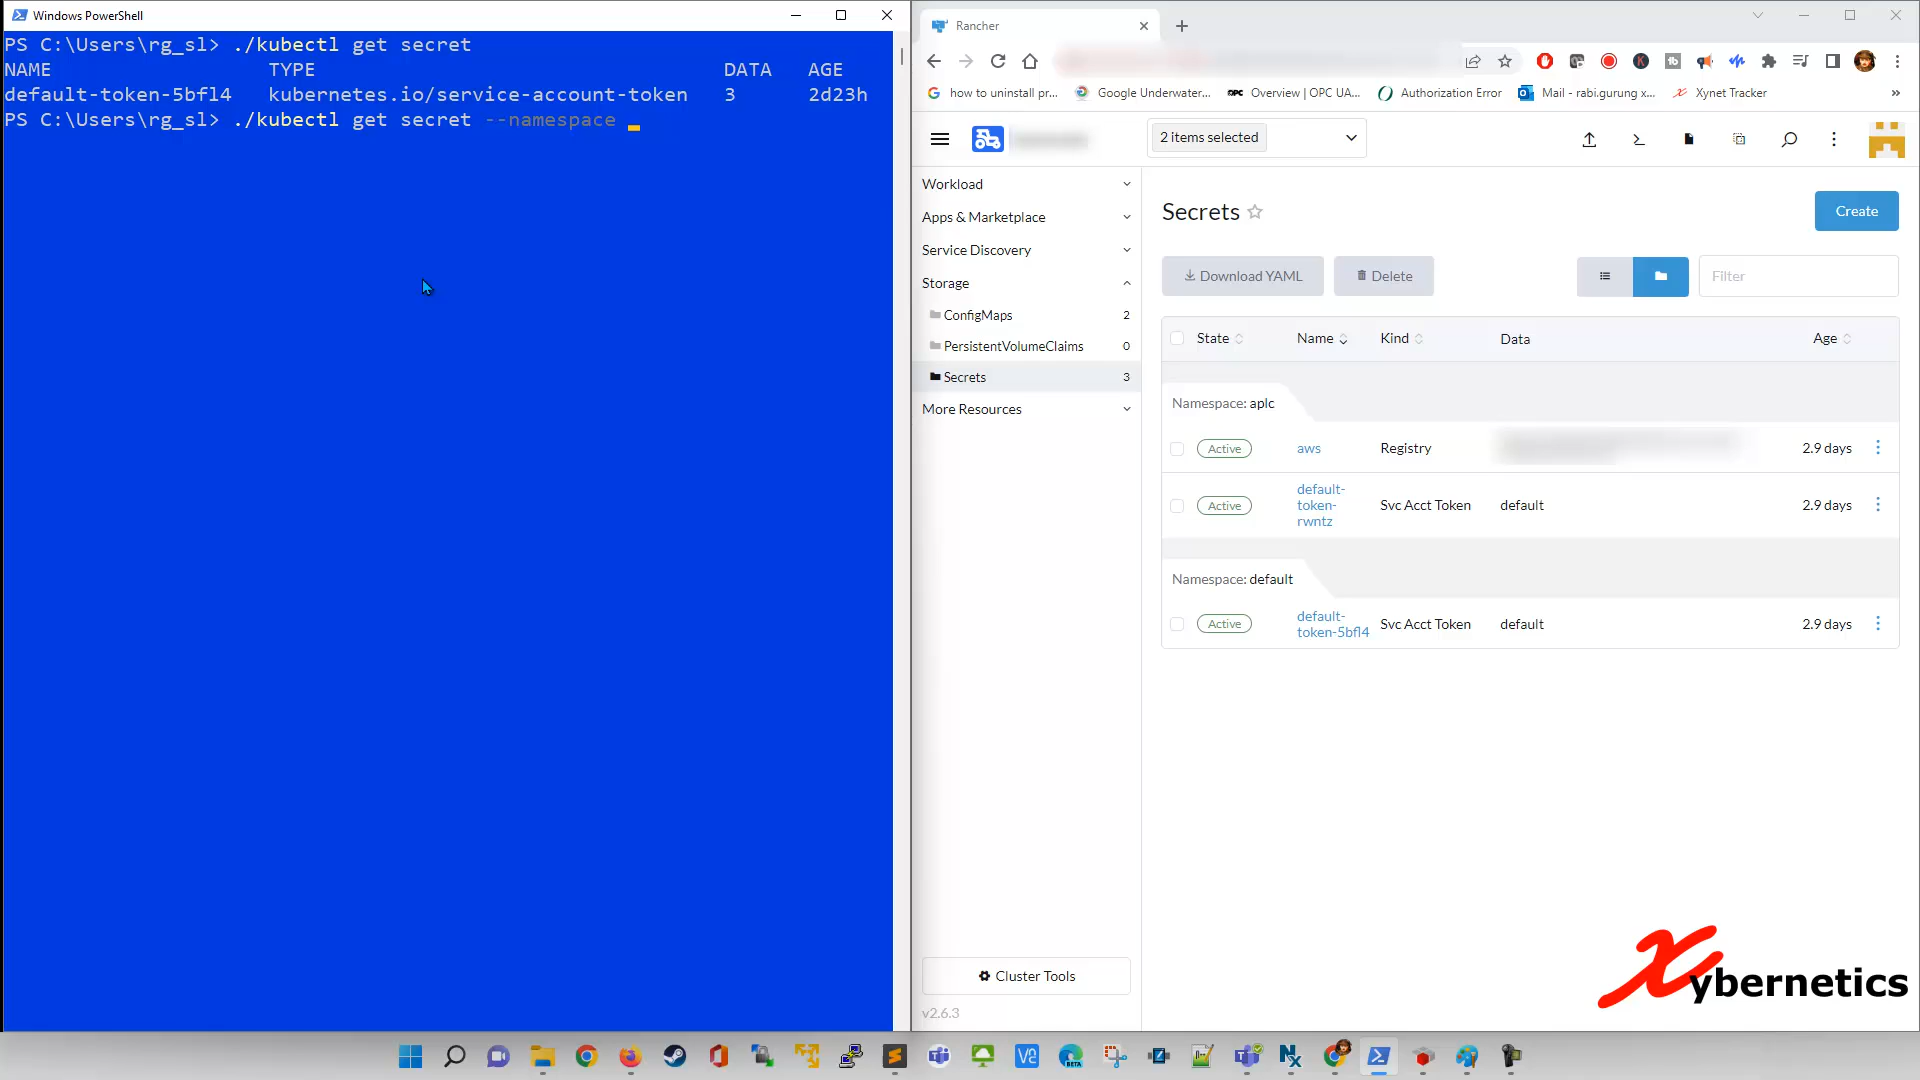 Windows PowerShell
PS C:\Users\rg_sl> ./kubectl get secret
NAME TYPE DATA AGE
default-token-5bfl4 kubernetes.io/service-account-token 3 2d23h
PS C:\Users\rg_sl> ./kubectl get secret --namespace
Rancher
how to uninstall pr...
Google Underwater...
OPC Overview | OPC UA...
Authorization Error
Mail - rabi.gurung x...
Xynet Tracker
»
2 items selected
Workload
Apps & Marketplace
Service Discovery
Storage
ConfigMaps 2
PersistentVolumeClaims 0
Secrets 3
More Resources
Cluster Tools
v2.6.3
Secrets
Create
Download YAML
Delete
Filter
State Name Kind Data Age
Namespace: aplc
Active aws Registry 2.9 days
Active default-token-rwntz Svc Acct Token default 2.9 days
Namespace: default
Active default-token-5bfl4 Svc Acct Token default 2.9 days
Xybernetics